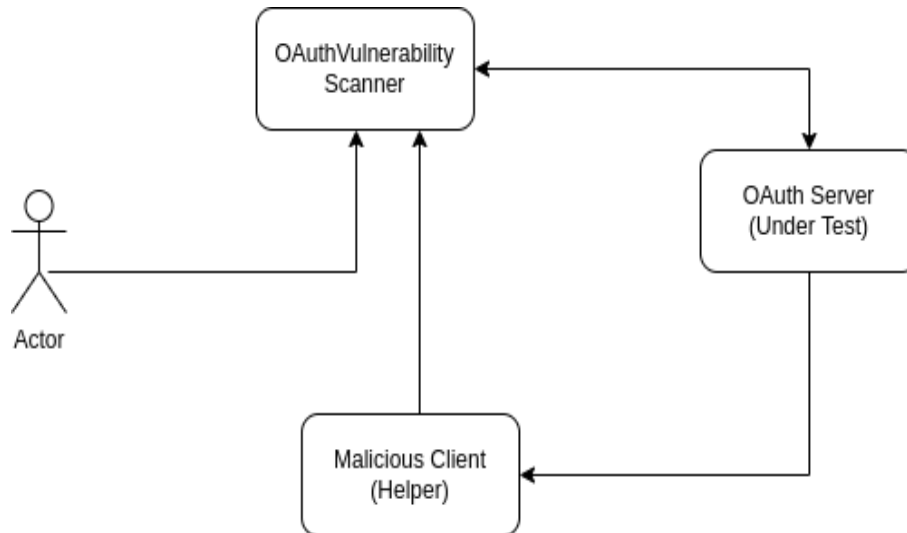 OAuthVulnerability
Scanner
OAuth Server
(Under Test)
Actor
Malicious Client
(Helper)